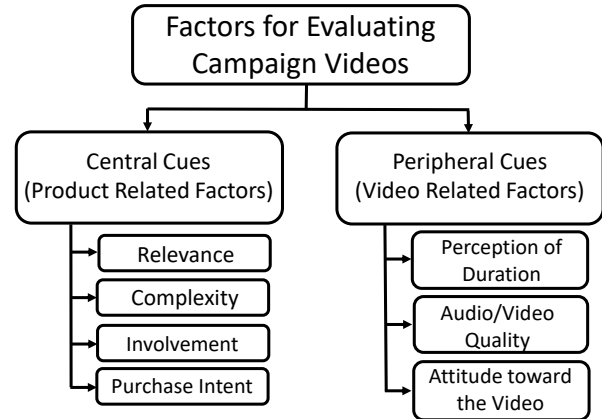 Factors for Evaluating
Campaign Videos
Central Cues
(Product Related Factors)
Relevance
Complexity
Involvement
Purchase Intent
Peripheral Cues
(Video Related Factors)
Perception of
Duration
Audio/Video
Quality
Attitude toward
the Video